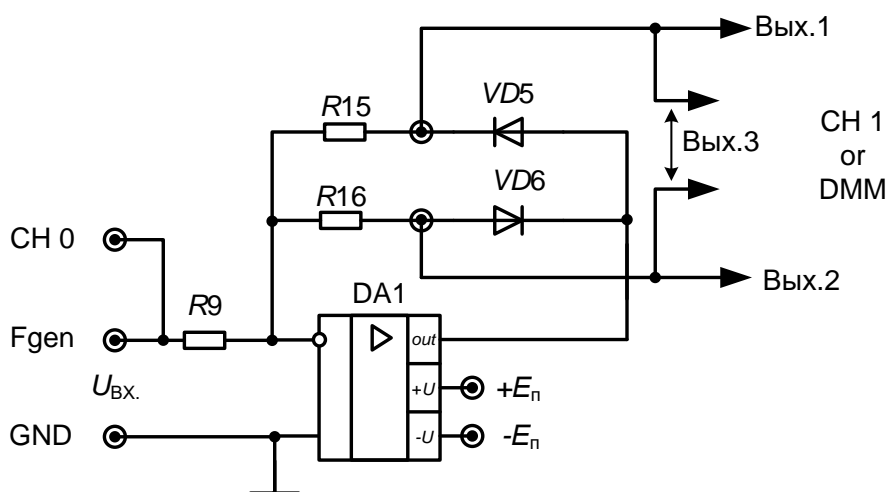 Вых.1
R15
VD5
CH 1
or
DMM
Вых.3
R16
VD6
CH 0
Вых.2
DA1
R9
Fgen
out
UВХ.
+U
+Eп
GND
-U
-Eп